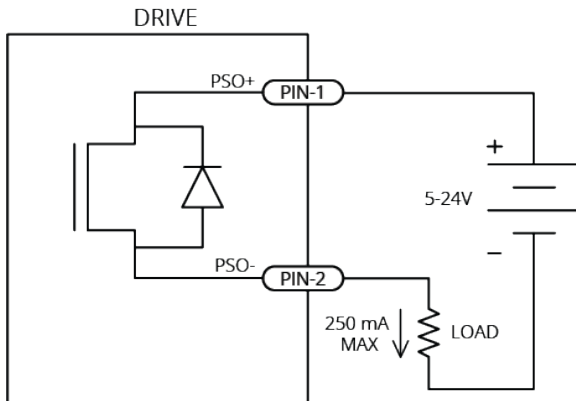 DRIVE
PSO+
PIN-1
+
5-24V
−
PSO-
PIN-2
250 mA
MAX
LOAD